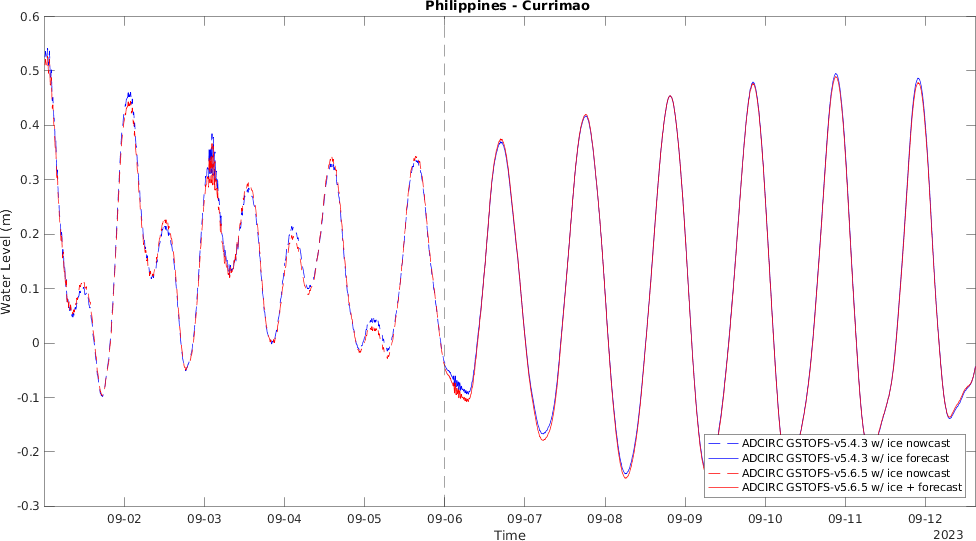 Philippines - Currimao
0.6
0.5
0.4
0.3
0.2
0.1
0
-0.1
-0.2
-0.3
Water Level (m)
ADCIRC GSTOFS-v5.4.3 w/ ice nowcast
ADCIRC GSTOFS-v5.4.3 w/ ice forecast
ADCIRC GSTOFS-v5.6.5 w/ ice nowcast
ADCIRC GSTOFS-v5.6.5 w/ ice + forecast
09-02 09-03 09-04 09-05 09-06 09-07 09-08 09-09 09-10 09-11 09-12
Time 2023